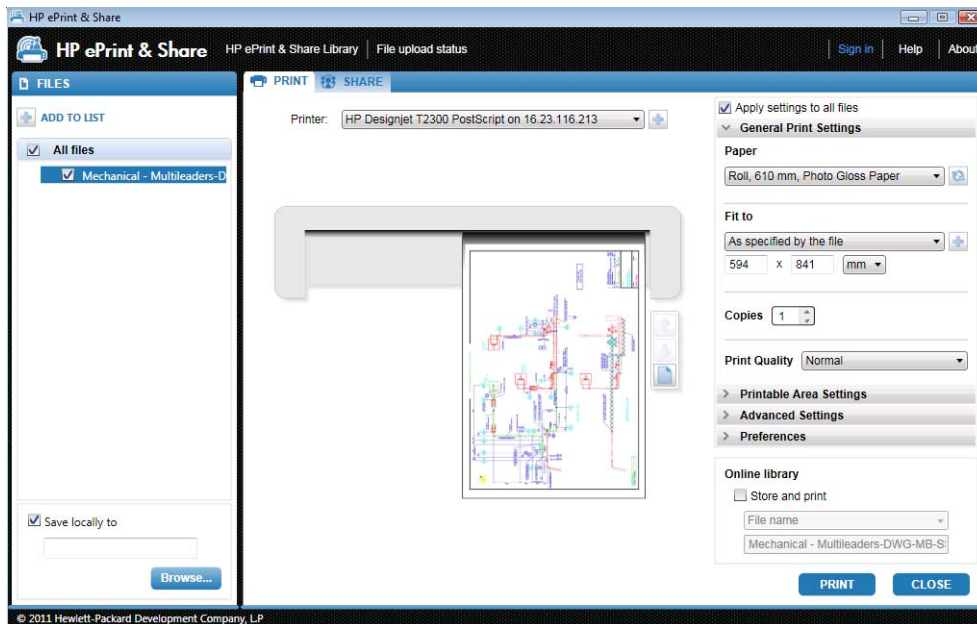 HP ePrint & Share
HP ePrint & Share HP ePrint & Share Library File upload status Sign in Help About
FILES
ADD TO LIST
All files
Mechanical - Multileaders-D
Save locally to
Browse...
PRINT SHARE
Printer: HP Designjet T2300 PostScript on 16.23.116.213
Apply settings to all files
General Print Settings
Paper
Roll, 610 mm, Photo Gloss Paper
Fit to
As specified by the file
594 x 841 mm
Copies 1
Print Quality Normal
Printable Area Settings
Advanced Settings
Preferences
Online library
Store and print
File name
Mechanical - Multileaders-DWG-MB-S
PRINT CLOSE
© 2011 Hewlett-Packard Development Company, L.P